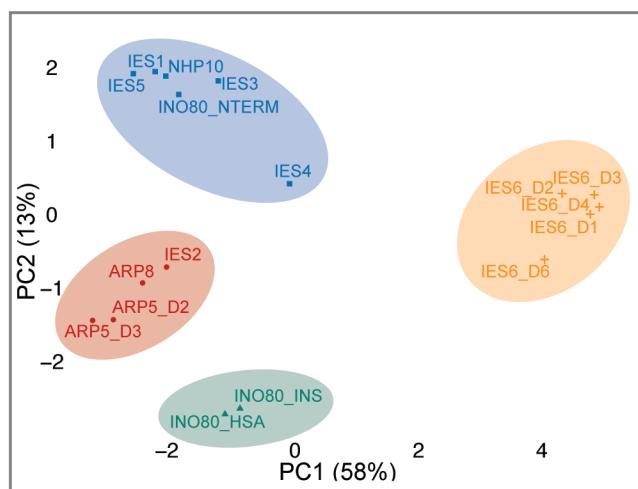 2
IES1
NHP10
IES5
IES3
INO80_NTERM
1
IES4
IES6_D3
IES6_D2
IES6_D4
0
IES6_D1
PC2 (13%)
IES2
ARP8
IES6_D6
−1
ARP5_D2
ARP5_D3
−2
INO80_INS
INO80_HSA
−2
0
2
4
PC1 (58%)